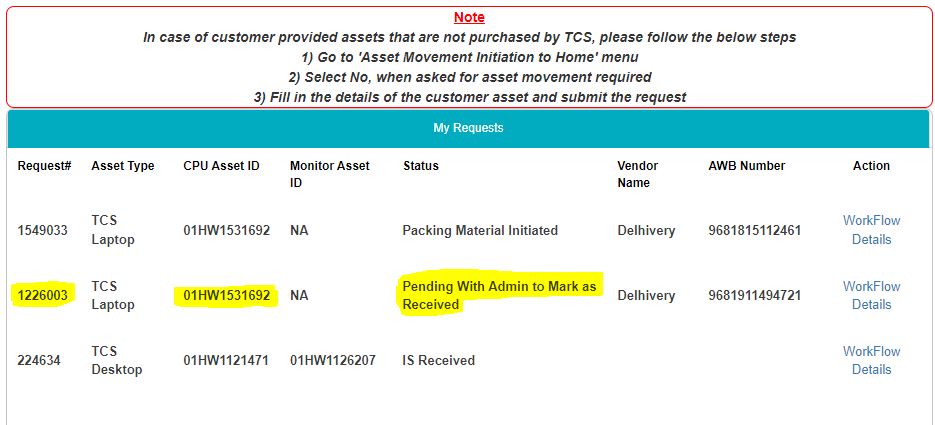 Note
In case of customer provided assets that are not purchased by TCS, please follow the below steps
1) Go to 'Asset Movement Initiation to Home' menu
2) Select No, when asked for asset movement required
3) Fill in the details of the customer asset and submit the request
My Requests
Request# Asset Type CPU Asset ID Monitor Asset ID Status Vendor Name AWB Number Action
1549033 TCS Laptop 01HW1531692 NA Packing Material Initiated Delhivery 9681815112461 WorkFlow Details
1226003 TCS Laptop 01HW1531692 NA Pending With Admin to Mark as Received Delhivery 9681911494721 WorkFlow Details
224634 TCS Desktop 01HW1121471 01HW1126207 IS Received WorkFlow Details